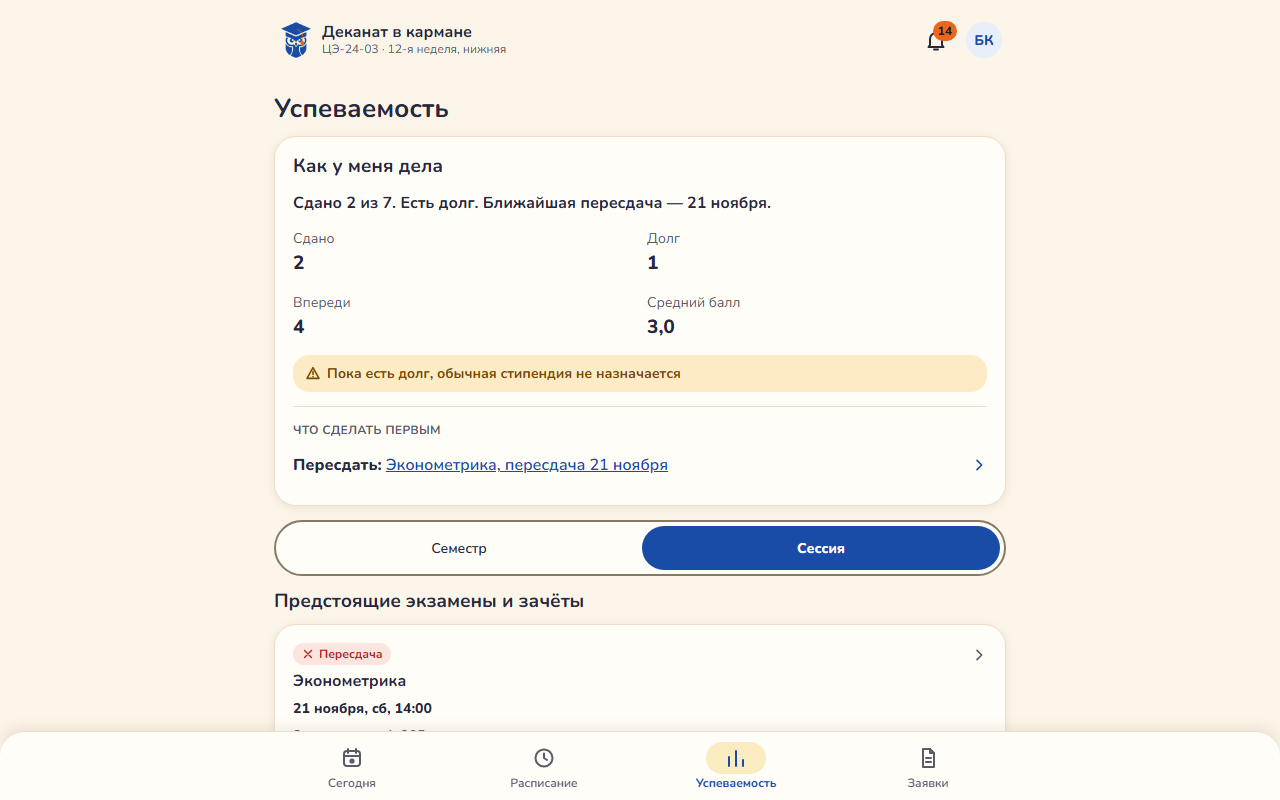 Деканат в кармане
ЦЭ-24-03 · 12-я неделя, нижняя
14
БК
Успеваемость
Как у меня дела
Сдано 2 из 7. Есть долг. Ближайшая пересдача — 21 ноября.
Сдано
Долг
2
1
Впереди
Средний балл
4
3,0
Пока есть долг, обычная стипендия не назначается
ЧТО СДЕЛАТЬ ПЕРВЫМ
Пересдать: Эконометрика, пересдача 21 ноября
Семестр
Сессия
Предстоящие экзамены и зачёты
Пересдача
Эконометрика
21 ноября, сб, 14:00
Сегодня
Расписание
Успеваемость
Заявки